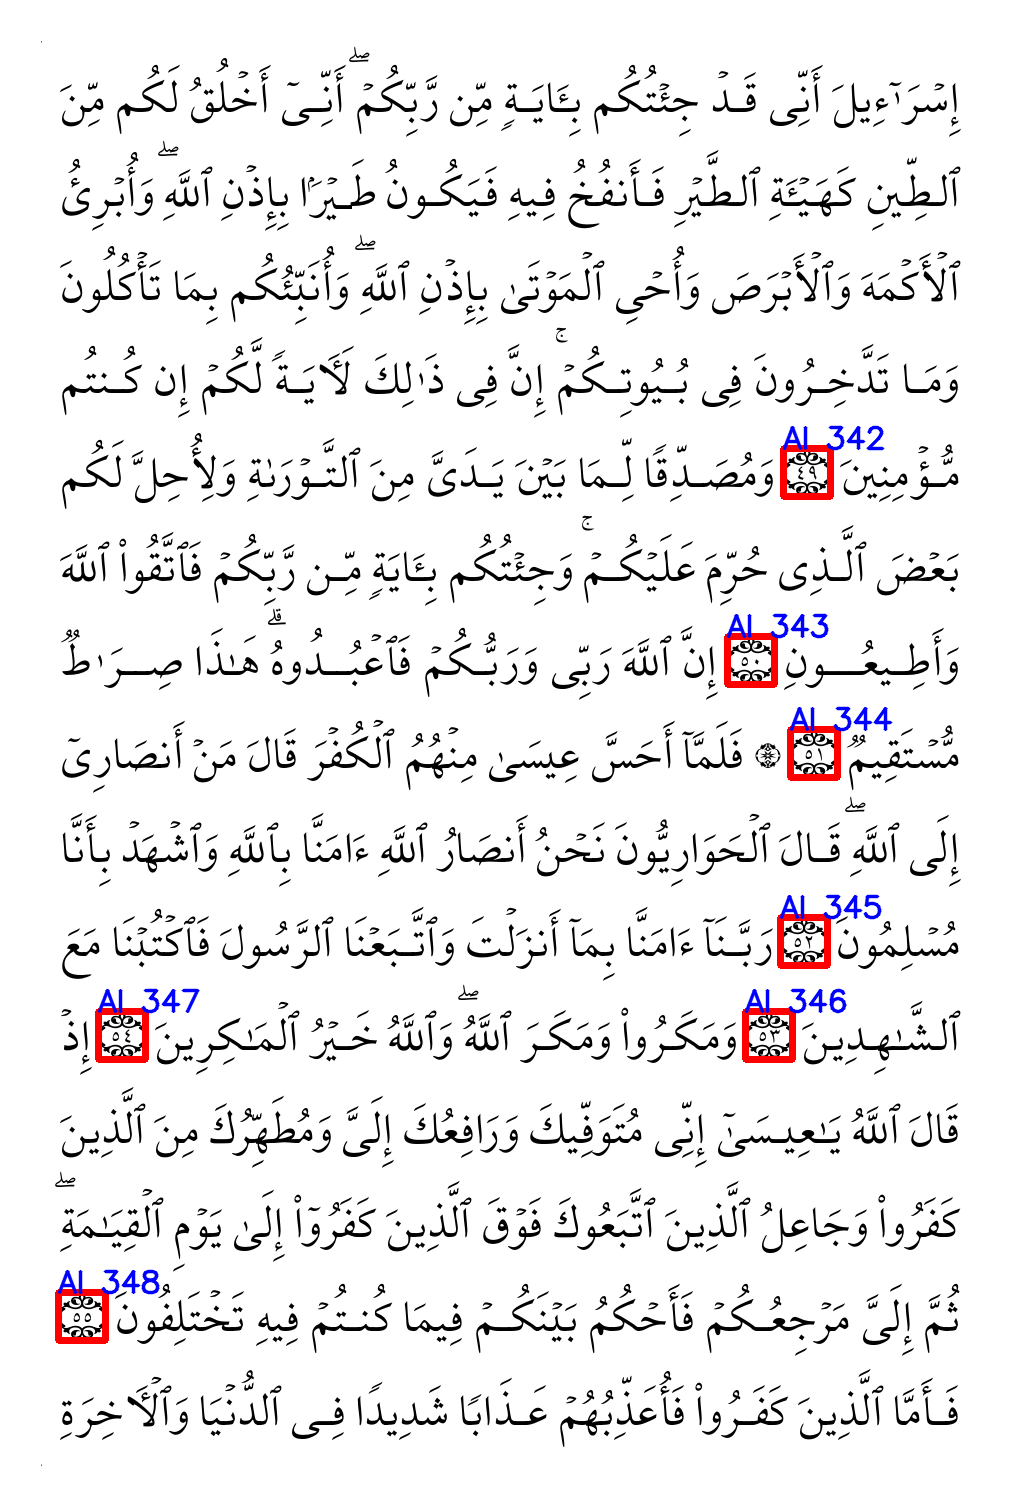 إِسۡرَٰٓءِيلَ أَنِّي قَدۡ جِئۡتُكُم بِـَٔايَةٖ مِّن رَّبِّكُمۡۖ أَنِّيٓ أَخۡلُقُ لَكُم مِّنَ
ٱلطِّينِ كَهَيۡـَٔةِ ٱلطَّيۡرِ فَأَنفُخُ فِيهِ فَيَكُونُ طَيۡرَۢا بِإِذۡنِ ٱللَّهِۖ وَأُبۡرِئُ
ٱلۡأَكۡمَهَ وَٱلۡأَبۡرَصَ وَأُحۡيِ ٱلۡمَوۡتَىٰ بِإِذۡنِ ٱللَّهِۖ وَأُنَبِّئُكُم بِمَا تَأۡكُلُونَ
وَمَا تَدَّخِرُونَ فِي بُيُوتِكُمۡۚ إِنَّ فِي ذَٰلِكَ لَأٓيَةٗ لَّكُمۡ إِن كُنتُم
AI_342
مُّؤۡمِنِينَ ٤٩ وَمُصَدِّقٗا لِّمَا بَيۡنَ يَدَيَّ مِنَ ٱلتَّوۡرَىٰةِ وَلِأُحِلَّ لَكُم
بَعۡضَ ٱلَّذِي حُرِّمَ عَلَيۡكُمۡۚ وَجِئۡتُكُم بِـَٔايَةٖ مِّن رَّبِّكُمۡ فَٱتَّقُواْ ٱللَّهَ
AI_343
وَأَطِيعُونِ ٥٠ إِنَّ ٱللَّهَ رَبِّي وَرَبُّكُمۡ فَٱعۡبُدُوهُۗ هَٰذَا صِرَٰطٞ
AI_344
مُّسۡتَقِيمٞ ٥١ ۞ فَلَمَّآ أَحَسَّ عِيسَىٰ مِنۡهُمُ ٱلۡكُفۡرَ قَالَ مَنۡ أَنصَارِيٓ
إِلَى ٱللَّهِۖ قَالَ ٱلۡحَوَارِيُّونَ نَحۡنُ أَنصَارُ ٱللَّهِ ءَامَنَّا بِٱللَّهِ وَٱشۡهَدۡ بِأَنَّا
AI_345
مُسۡلِمُونَ ٥٢ رَبَّنَآ ءَامَنَّا بِمَآ أَنزَلۡتَ وَٱتَّبَعۡنَا ٱلرَّسُولَ فَٱكۡتُبۡنَا مَعَ
AI_346 AI_347
ٱلشَّٰهِدِينَ ٥٣ وَمَكَرُواْ وَمَكَرَ ٱللَّهُۖ وَٱللَّهُ خَيۡرُ ٱلۡمَٰكِرِينَ ٥٤ إِذۡ
قَالَ ٱللَّهُ يَٰعِيسَىٰٓ إِنِّي مُتَوَفِّيكَ وَرَافِعُكَ إِلَيَّ وَمُطَهِّرُكَ مِنَ ٱلَّذِينَ
كَفَرُواْ وَجَاعِلُ ٱلَّذِينَ ٱتَّبَعُوكَ فَوۡقَ ٱلَّذِينَ كَفَرُوٓاْ إِلَىٰ يَوۡمِ ٱلۡقِيَٰمَةِۖ
AI_348
ثُمَّ إِلَيَّ مَرۡجِعُكُمۡ فَأَحۡكُمُ بَيۡنَكُمۡ فِيمَا كُنتُمۡ فِيهِ تَخۡتَلِفُونَ ٥٥
فَأَمَّا ٱلَّذِينَ كَفَرُواْ فَأُعَذِّبُهُمۡ عَذَابٗا شَدِيدٗا فِي ٱلدُّنۡيَا وَٱلۡأٓخِرَةِ